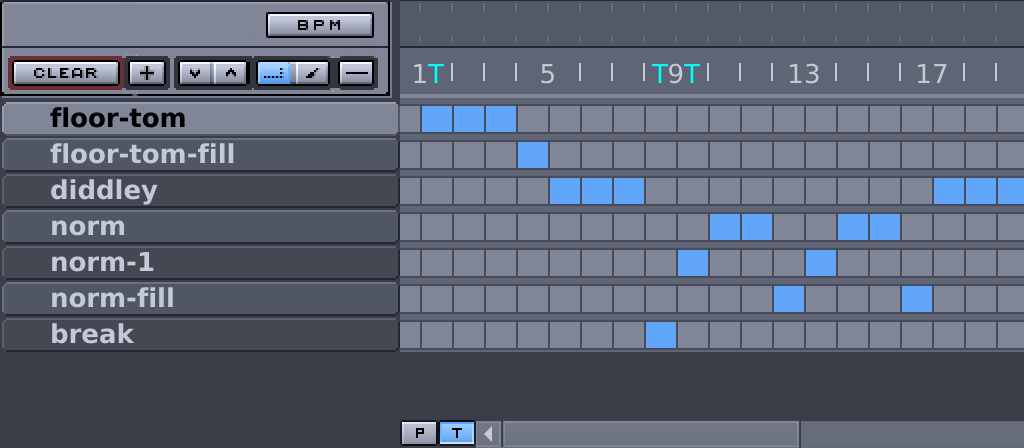 BPM
CLEAR
1T 5 T9T 13 17
floor-tom
floor-tom-fill
diddley
norm
norm-1
norm-fill
break
P T